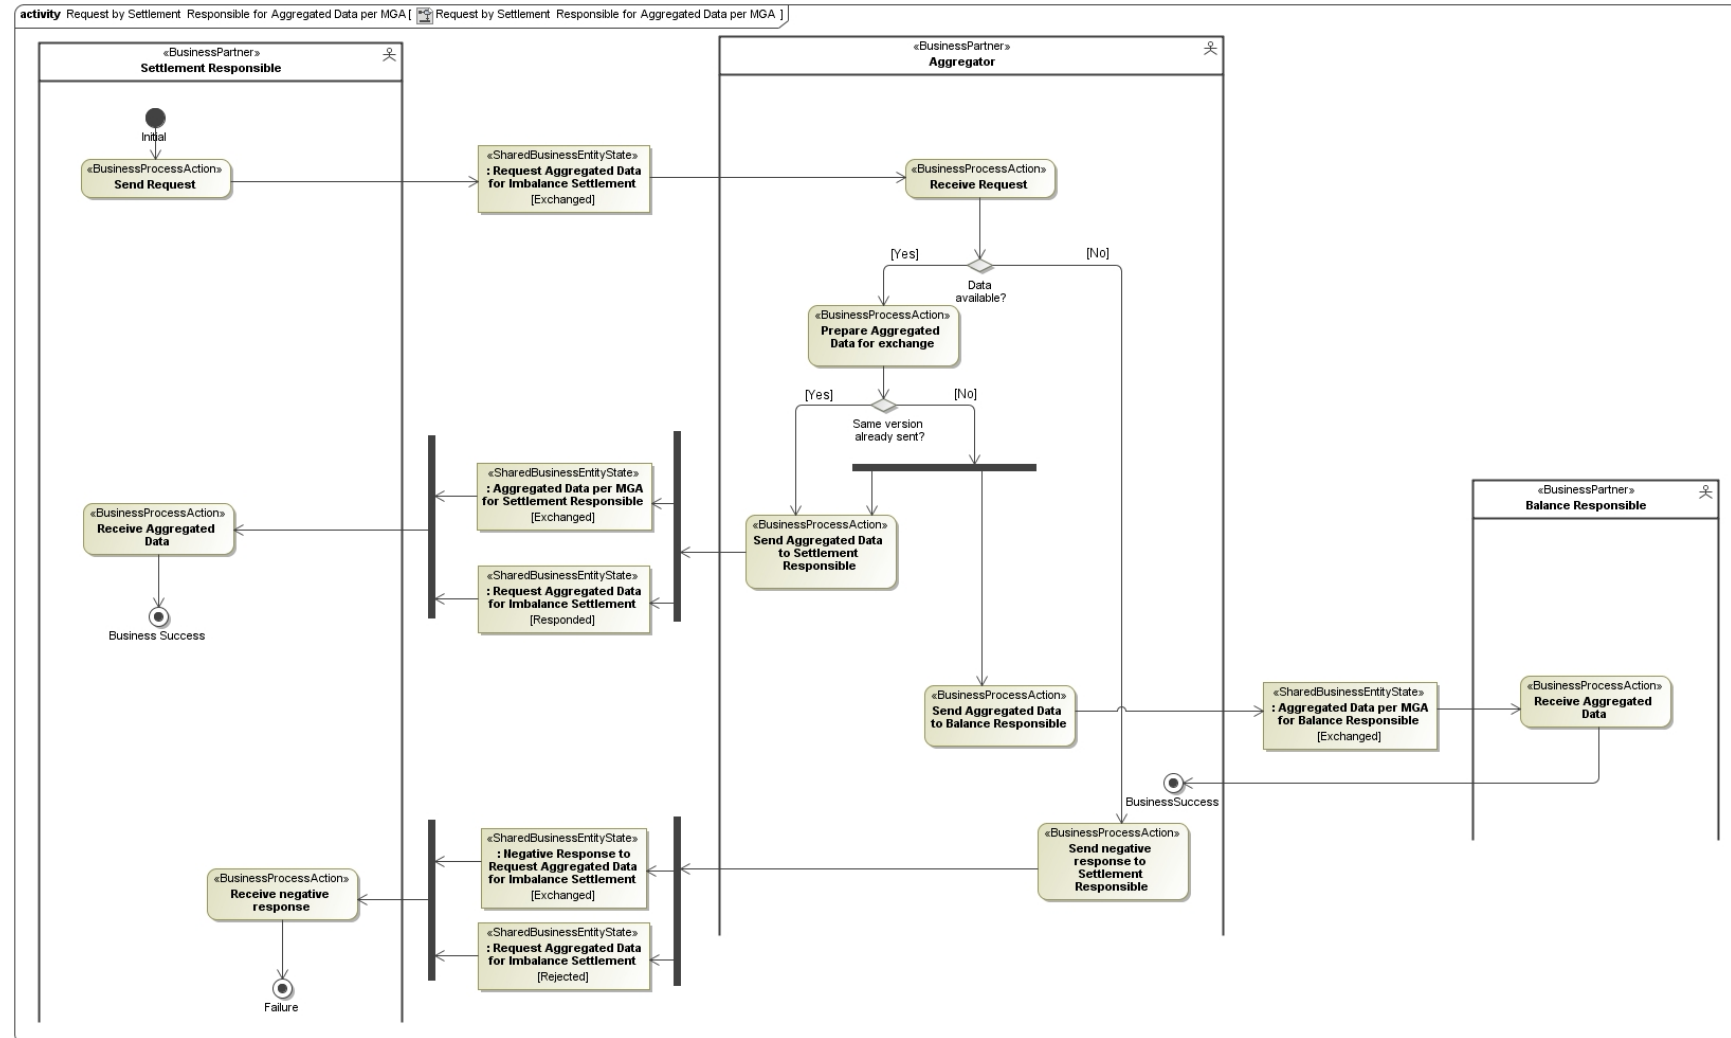 activity Request by Settlement Responsible for Aggregated Data per MGA [ Request by Settlement Responsible for Aggregated Data per MGA ]
«BusinessPartner»
Settlement Responsible
«BusinessPartner»
Aggregator
Initial
«BusinessProcessAction»
Send Request
«SharedBusinessEntityState»
: Request Aggregated Data
for Imbalance Settlement
[Exchanged]
«BusinessProcessAction»
Receive Request
[Yes]
[No]
Data
available?
«BusinessProcessAction»
Prepare Aggregated
Data for exchange
[Yes]
[No]
Same version
already sent?
«SharedBusinessEntityState»
: Aggregated Data per MGA
for Settlement Responsible
[Exchanged]
«BusinessProcessAction»
Receive Aggregated
Data
«BusinessProcessAction»
Send Aggregated Data
to Settlement
Responsible
«BusinessPartner»
Balance Responsible
«SharedBusinessEntityState»
: Request Aggregated Data
for Imbalance Settlement
[Responded]
Business Success
«BusinessProcessAction»
Send Aggregated Data
to Balance Responsible
«SharedBusinessEntityState»
: Aggregated Data per MGA
for Balance Responsible
[Exchanged]
«BusinessProcessAction»
Receive Aggregated
Data
BusinessSuccess
«SharedBusinessEntityState»
: Negative Response to
Request Aggregated Data
for Imbalance Settlement
[Exchanged]
«BusinessProcessAction»
Send negative
response to
Settlement
Responsible
«BusinessProcessAction»
Receive negative
response
«SharedBusinessEntityState»
: Request Aggregated Data
for Imbalance Settlement
[Rejected]
Failure